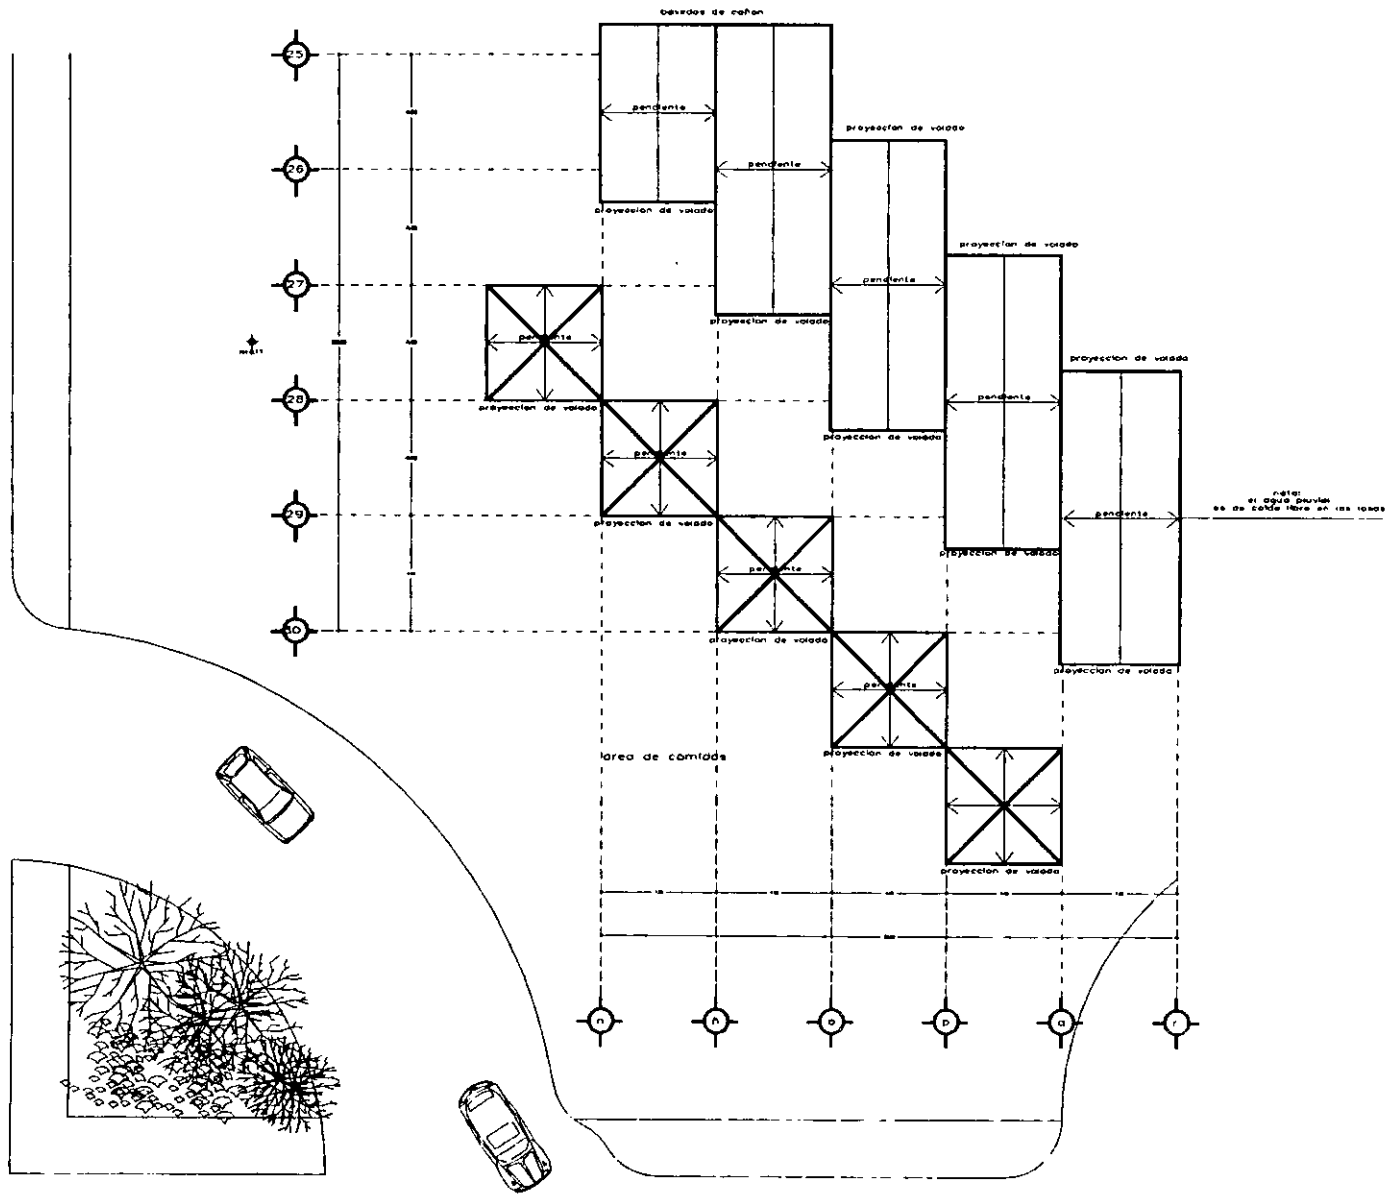 bovedas de cañon
25
pendiente
proyeccion de volado
26
pendiente
proyeccion de volado
proyeccion de volado
27
pendiente
proyeccion de volado
pendiente
proyeccion de volado
28
pendiente
proyeccion de volado
proyeccion de volado
pendiente
nota:
el agua pluvial
es de caida libre en las losas
29
pendiente
proyeccion de volado
proyeccion de volado
pendiente
30
proyeccion de volado
proyeccion de volado
pendiente
area de comidas
proyeccion de volado
proyeccion de volado
n
o
p
q
r